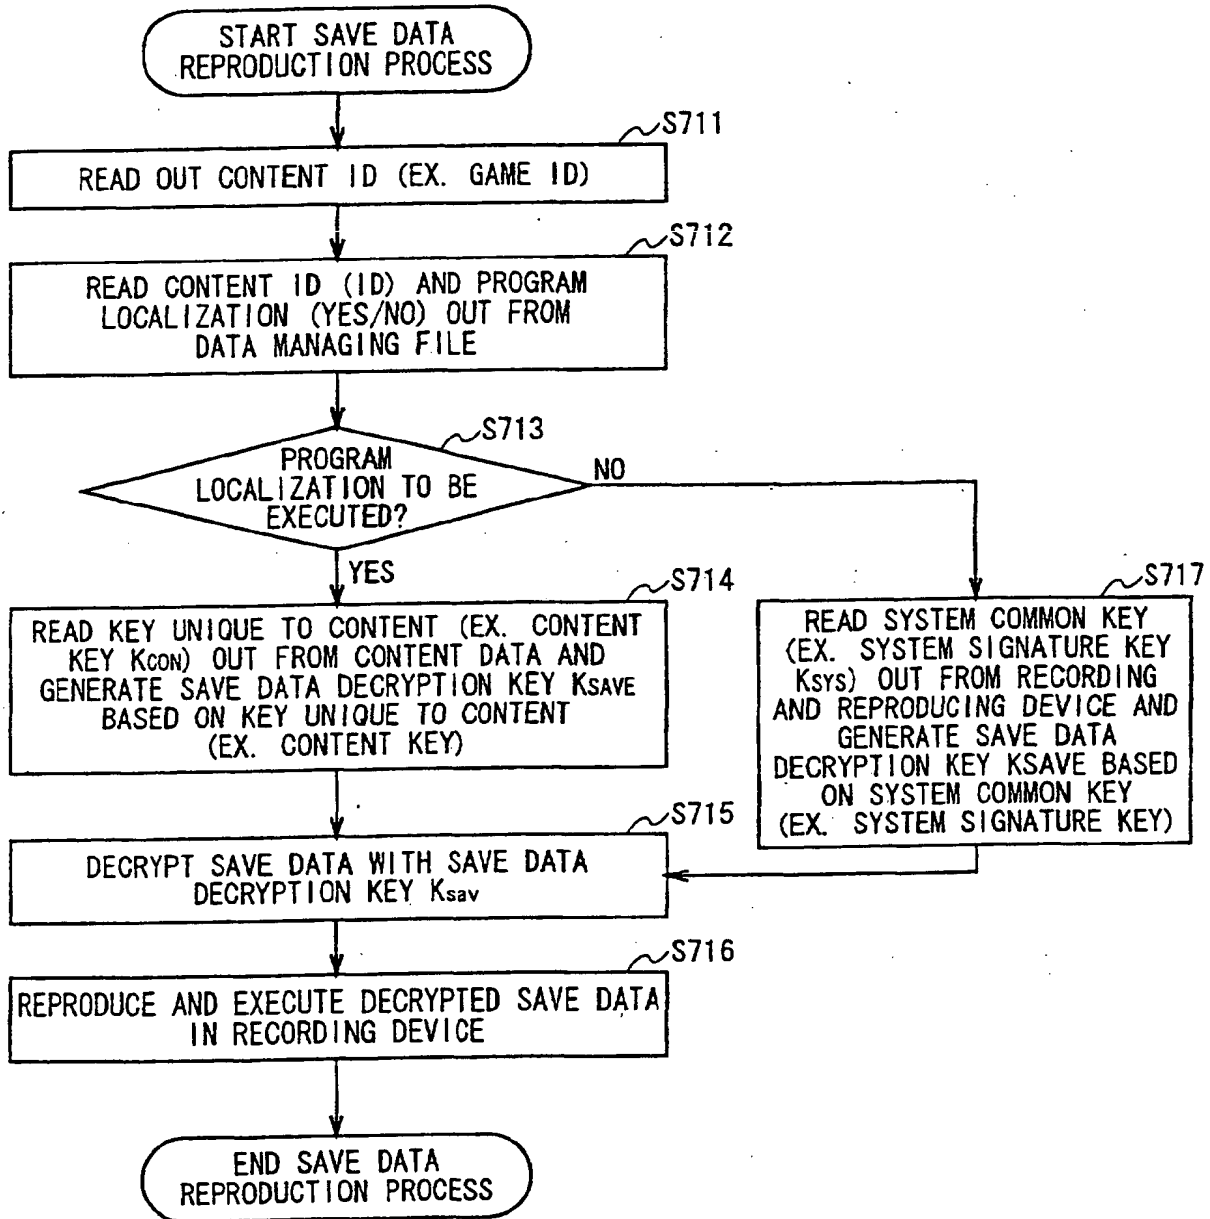 START SAVE DATA
REPRODUCTION PROCESS
S711
READ OUT CONTENT ID (EX. GAME ID)
S712
READ CONTENT ID (ID) AND PROGRAM
LOCALIZATION (YES/NO) OUT FROM
DATA MANAGING FILE
S713
PROGRAM
LOCALIZATION TO BE
EXECUTED?
NO
YES
S714
READ KEY UNIQUE TO CONTENT (EX. CONTENT
KEY KCON) OUT FROM CONTENT DATA AND
GENERATE SAVE DATA DECRYPTION KEY KSAVE
BASED ON KEY UNIQUE TO CONTENT
(EX. CONTENT KEY)
S717
READ SYSTEM COMMON KEY
(EX. SYSTEM SIGNATURE KEY
KSYS) OUT FROM RECORDING
AND REPRODUCING DEVICE AND
GENERATE SAVE DATA
DECRYPTION KEY KSAVE BASED
ON SYSTEM COMMON KEY
(EX. SYSTEM SIGNATURE KEY)
S715
DECRYPT SAVE DATA WITH SAVE DATA
DECRYPTION KEY Ksav
S716
REPRODUCE AND EXECUTE DECRYPTED SAVE DATA
IN RECORDING DEVICE
END SAVE DATA
REPRODUCTION PROCESS